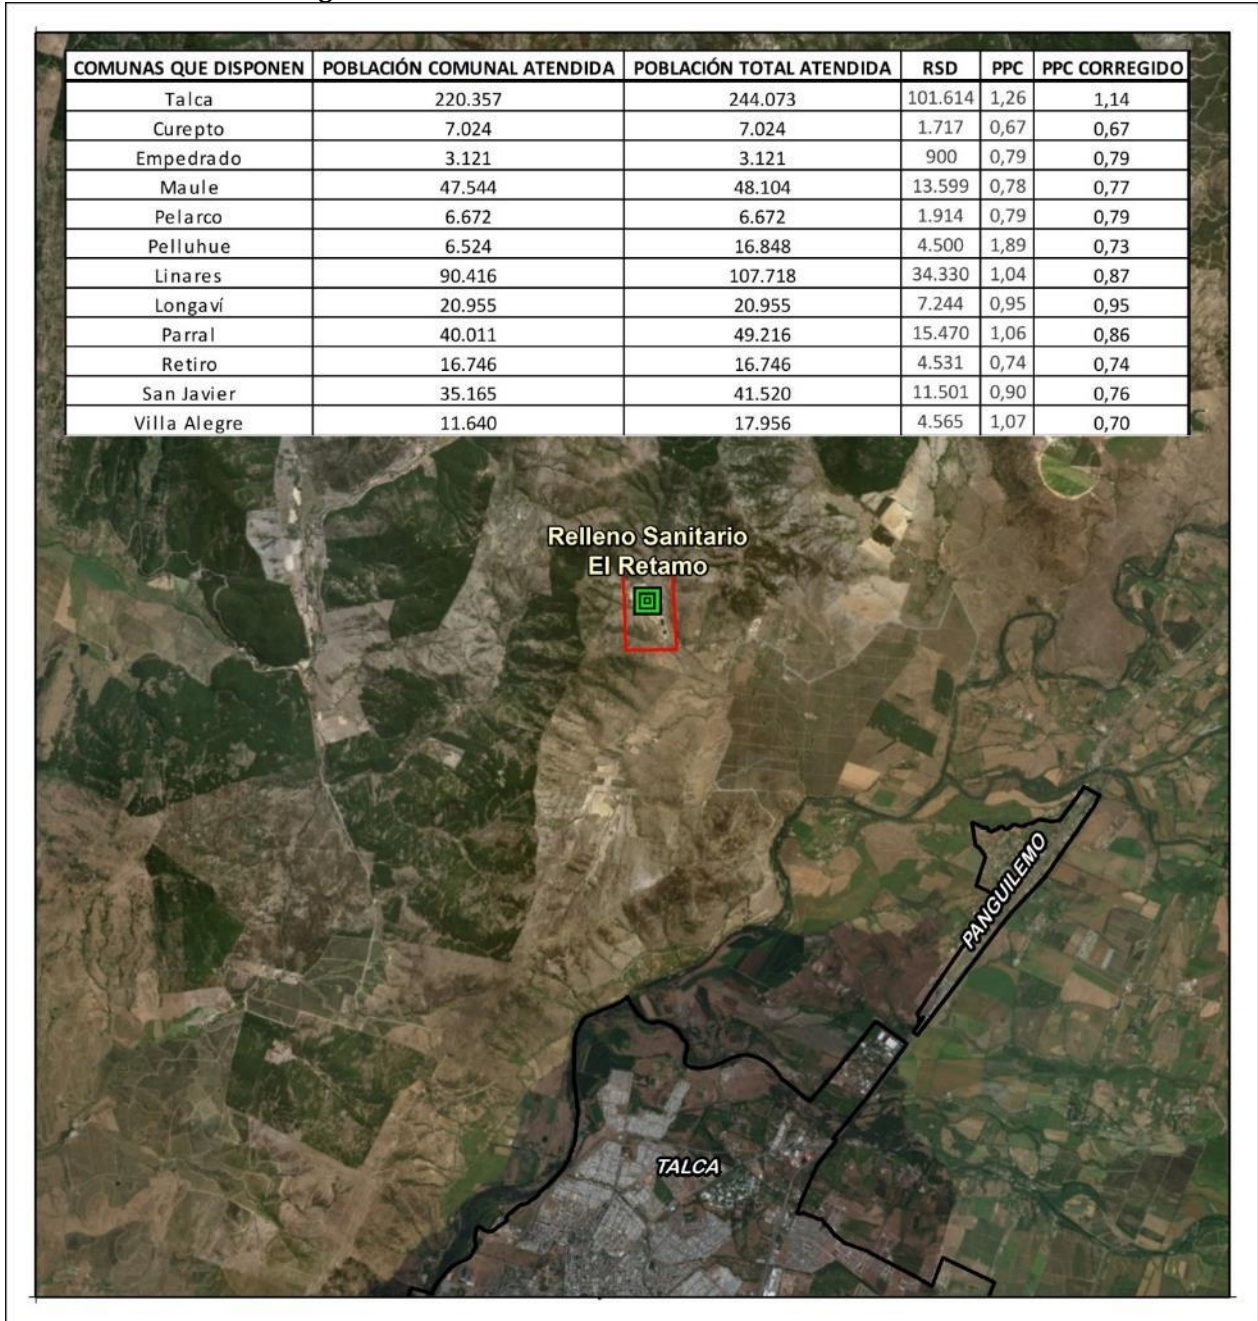 COMUNAS QUE DISPONEN POBLACIÓN COMUNAL ATENDIDA POBLACIÓN TOTAL ATENDIDA RSD PPC PPC CORREGIDO
Talca 220.357 244.073 101.614 1,26 1,14
Curepto 7.024 7.024 1.717 0,67 0,67
Empedrado 3.121 3.121 900 0,79 0,79
Maule 47.544 48.104 13.599 0,78 0,77
Pelarco 6.672 6.672 1.914 0,79 0,79
Pelluhue 6.524 16.848 4.500 1,89 0,73
Linares 90.416 107.718 34.330 1,04 0,87
Longaví 20.955 20.955 7.244 0,95 0,95
Parral 40.011 49.216 15.470 1,06 0,86
Retiro 16.746 16.746 4.531 0,74 0,74
San Javier 35.165 41.520 11.501 0,90 0,76
Villa Alegre 11.640 17.956 4.565 1,07 0,70
Relleno Sanitario
El Retamo
PANGUILEMO
TALCA